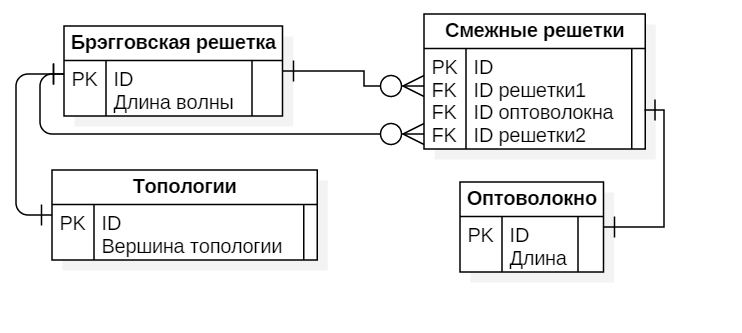 Брэгговская решетка
PK ID
Длина волны
Смежные решетки
PK ID
FK ID решетки1
FK ID оптоволокна
FK ID решетки2
Топологии
PK ID
Вершина топологии
Оптоволокно
PK ID
Длина